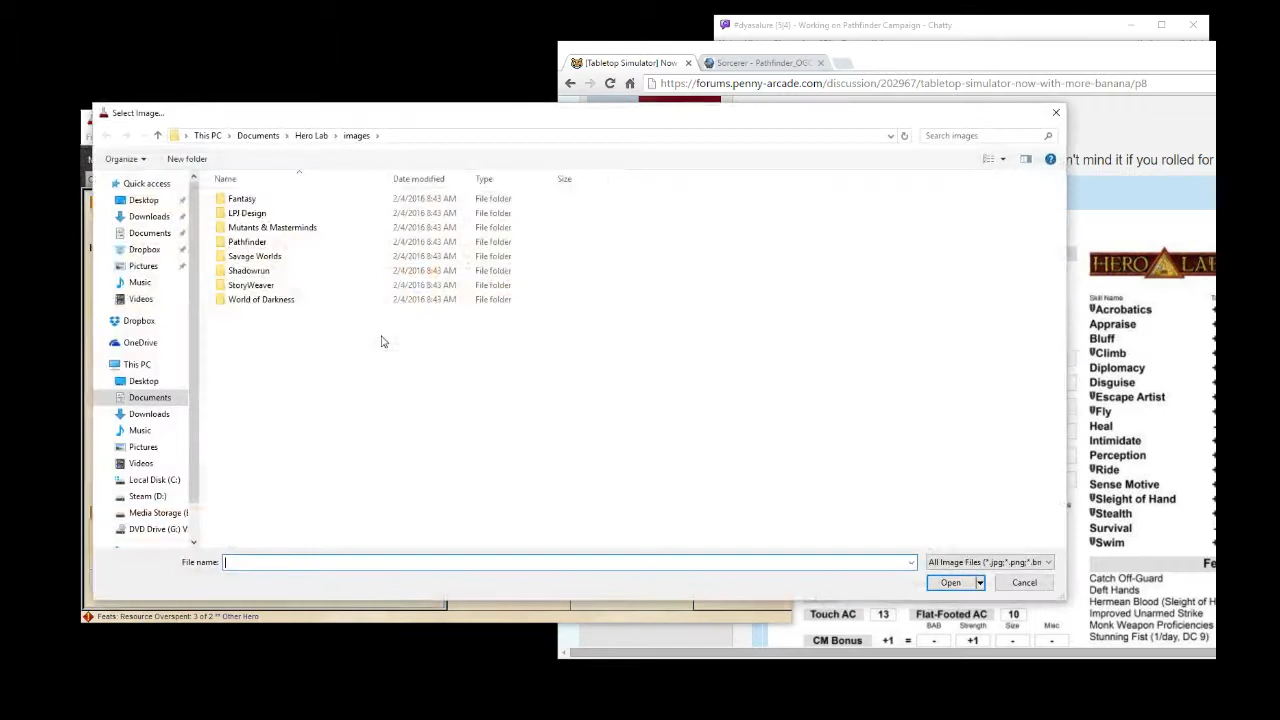 #dyasalure (5|4) - Working on Pathfinder Campaign - Chatty
[Tabletop Simulator] Now
Sorcerer - Pathfinder_OGC
https://forums.penny-arcade.com/discussion/202967/tabletop-simulator-now-with-more-banana/p8
Select Image...
This PC > Documents > Hero Lab > images >
Search images
Organize
New folder
n't mind it if you rolled for
Name
Date modified
Type
Size
Quick access
Desktop
Downloads
Documents
Dropbox
Pictures
Music
Videos
Dropbox
OneDrive
This PC
Desktop
Documents
Downloads
Music
Pictures
Videos
Local Disk (C:)
Steam (D:)
Media Storage (E
DVD Drive (G:) V
Fantasy 2/4/2016 8:43 AM File folder
LPJ Design 2/4/2016 8:43 AM File folder
Mutants & Masterminds 2/4/2016 8:43 AM File folder
Pathfinder 2/4/2016 8:43 AM File folder
Savage Worlds 2/4/2016 8:43 AM File folder
Shadowrun 2/4/2016 8:43 AM File folder
StoryWeaver 2/4/2016 8:43 AM File folder
World of Darkness 2/4/2016 8:43 AM File folder
File name:
All Image Files (*.jpg;*.png;*.bn
Open
Cancel
HERO LAB
Skill Name
Acrobatics
Appraise
Bluff
Climb
Diplomacy
Disguise
Escape Artist
Fly
Heal
Intimidate
Perception
Ride
Sense Motive
Sleight of Hand
Stealth
Survival
Swim
Fe
Catch Off-Guard
Deft Hands
Hermean Blood (Sleight of H
Improved Unarmed Strike
Monk Weapon Proficiencies
Stunning Fist (1/day, DC 9)
Touch AC 13 Flat-Footed AC 10
BAB Strength Size Misc
CM Bonus +1 = - +1 - -
Feats: Resource Overspent: 3 of 2 ** Other Hero